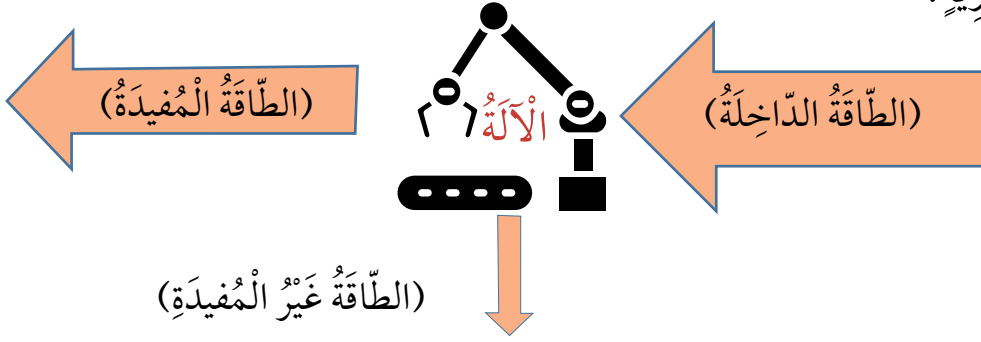 (الطّاقَةُ الدّاخِلَةُ)
الْآلَةُ
(الطّاقَةُ الْمُفيدَةُ)
(الطّاقَةُ غَيْرُ الْمُفيدَةِ)